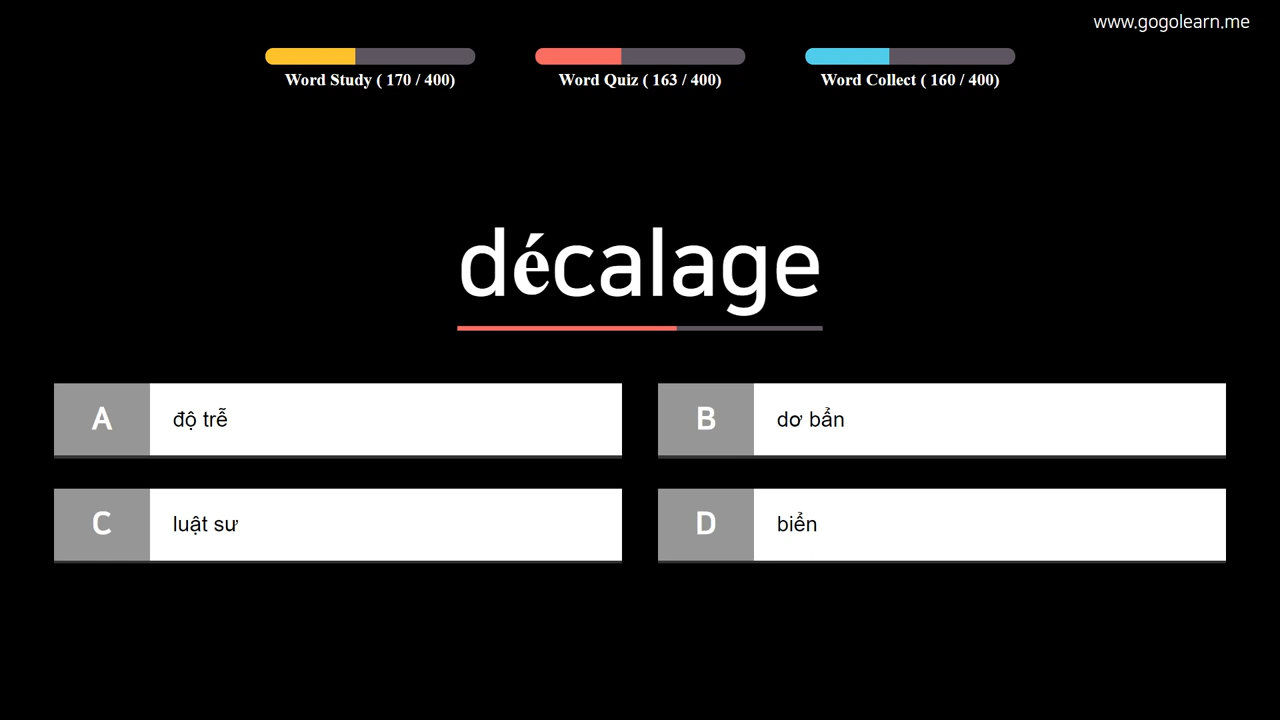 www.gogolearn.me
Word Study ( 170 / 400)
Word Quiz ( 163 / 400)
Word Collect ( 160 / 400)
décalage
A độ trễ
B dơ bẩn
C luật sư
D biển